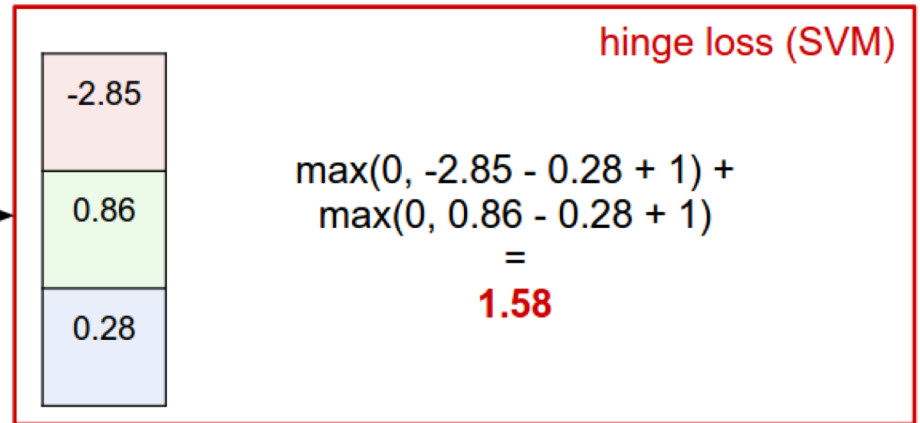 hinge loss (SVM)
-2.85
0.86
0.28
max(0, -2.85 - 0.28 + 1) +
max(0, 0.86 - 0.28 + 1)
=
1.58